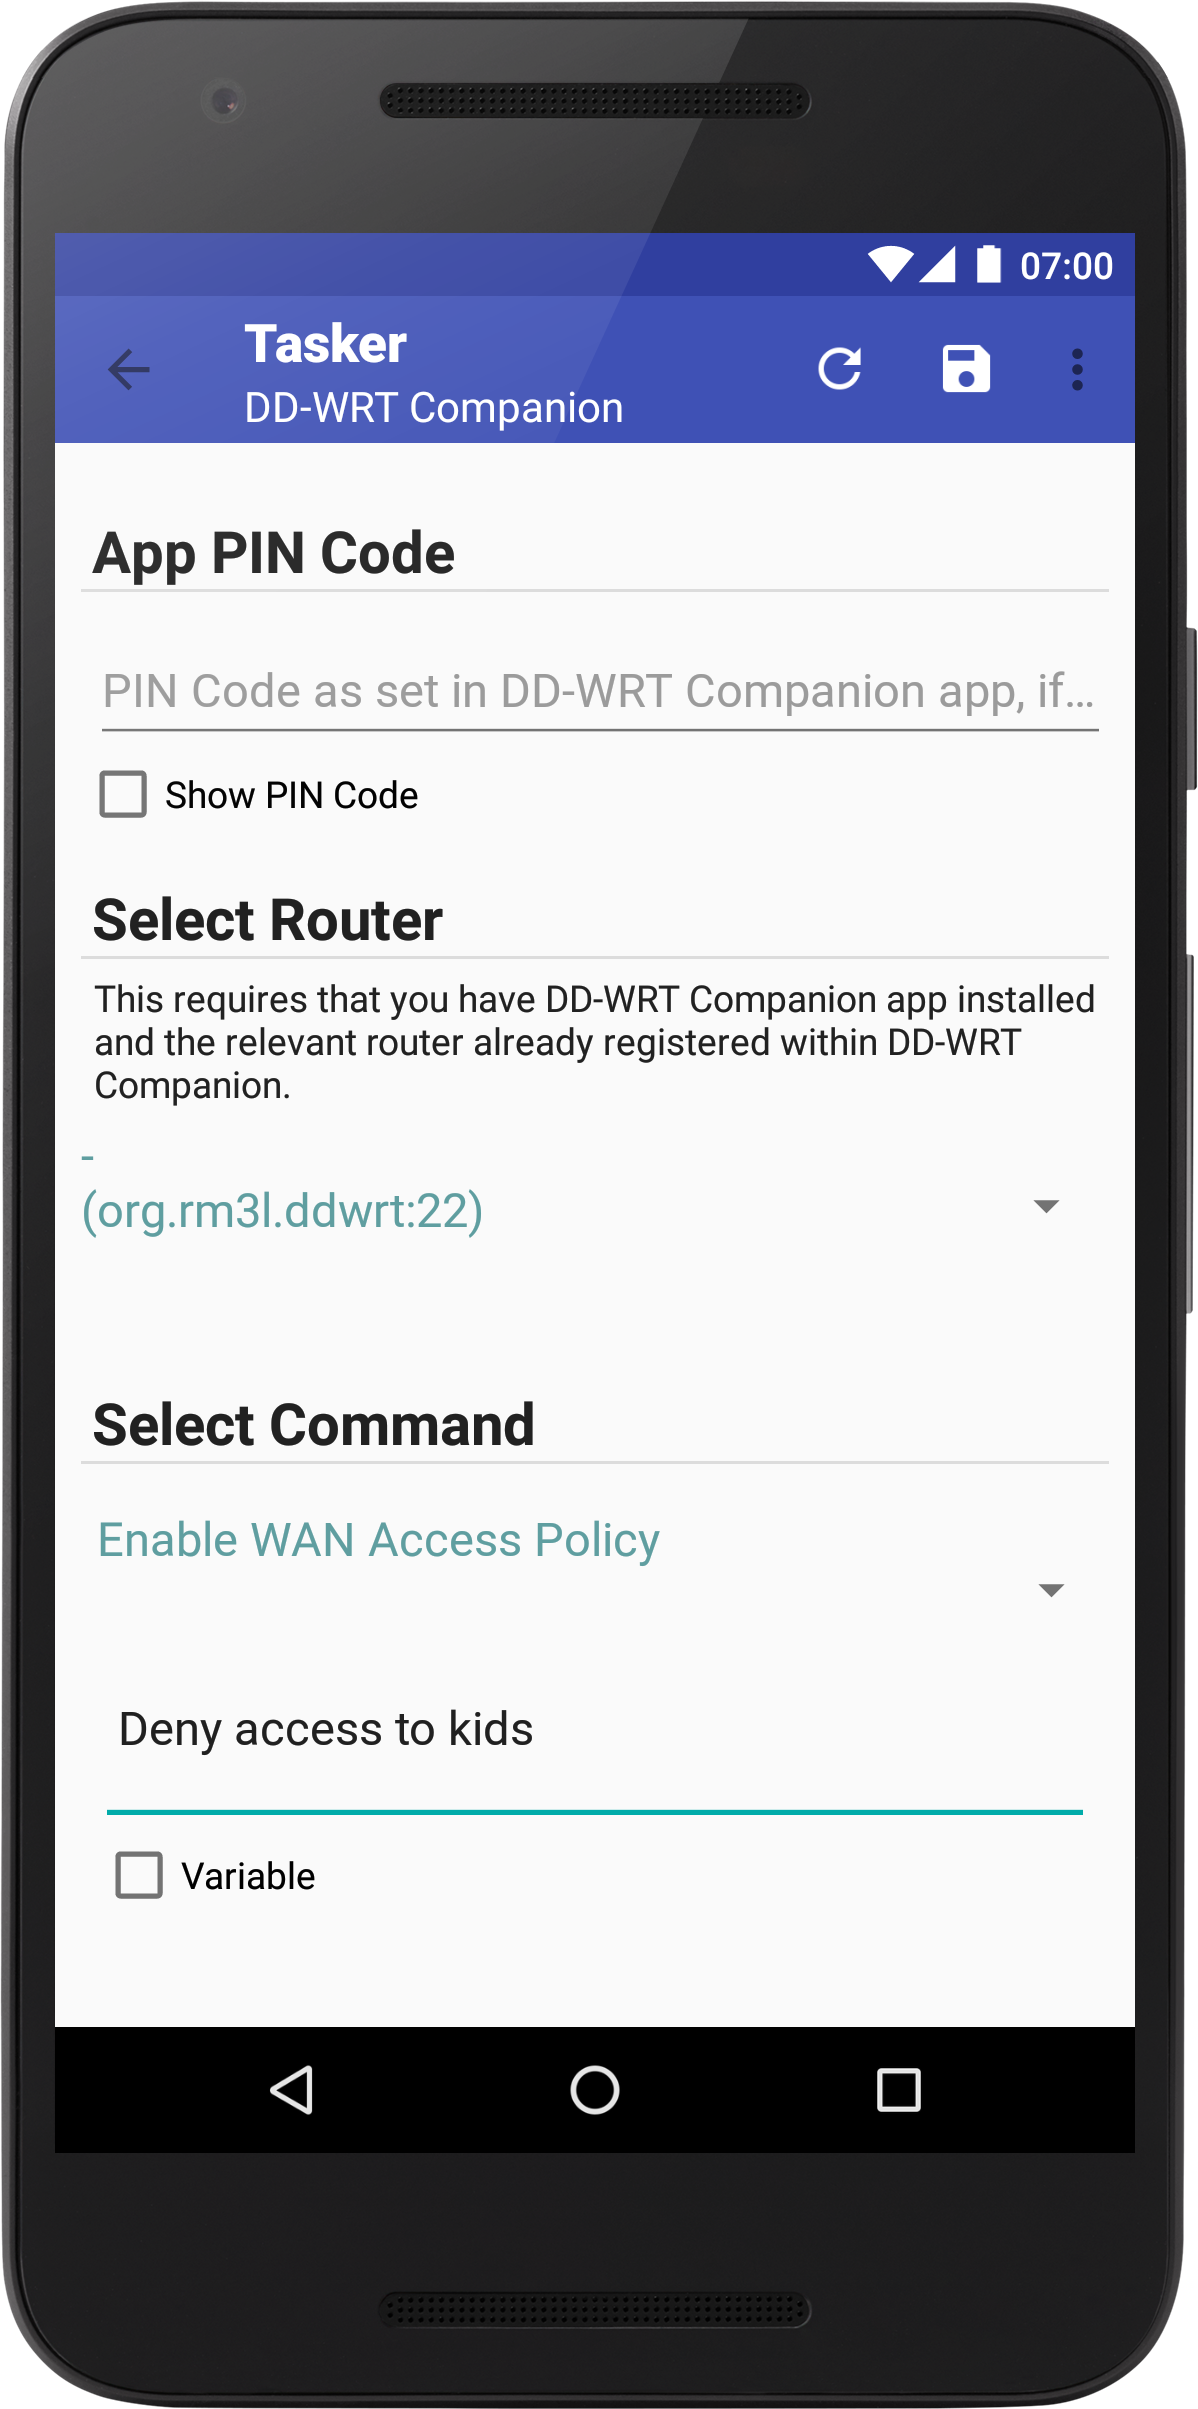 07:00
Tasker
DD-WRT Companion
App PIN Code
PIN Code as set in DD-WRT Companion app, if...
Show PIN Code
Select Router
This requires that you have DD-WRT Companion app installed
and the relevant router already registered within DD-WRT
Companion.
-
(org.rm3l.ddwrt:22)
Select Command
Enable WAN Access Policy
Deny access to kids
Variable